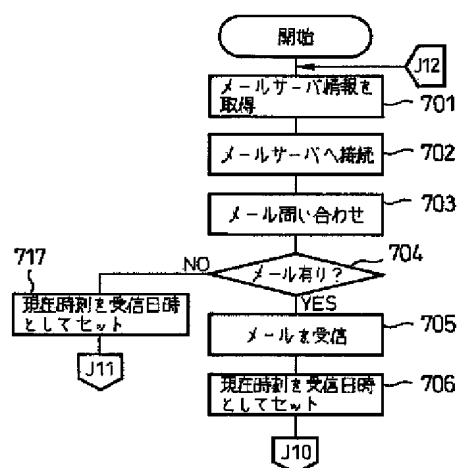 開始
J12
メールサーバ情報を
取得
701
メールサーバへ接続
702
メール問い合わせ
703
704
メール有り?
NO
YES
717
現在時刻を受信日時
としてセット
J11
メールを受信
705
現在時刻を受信日時
としてセット
706
J10